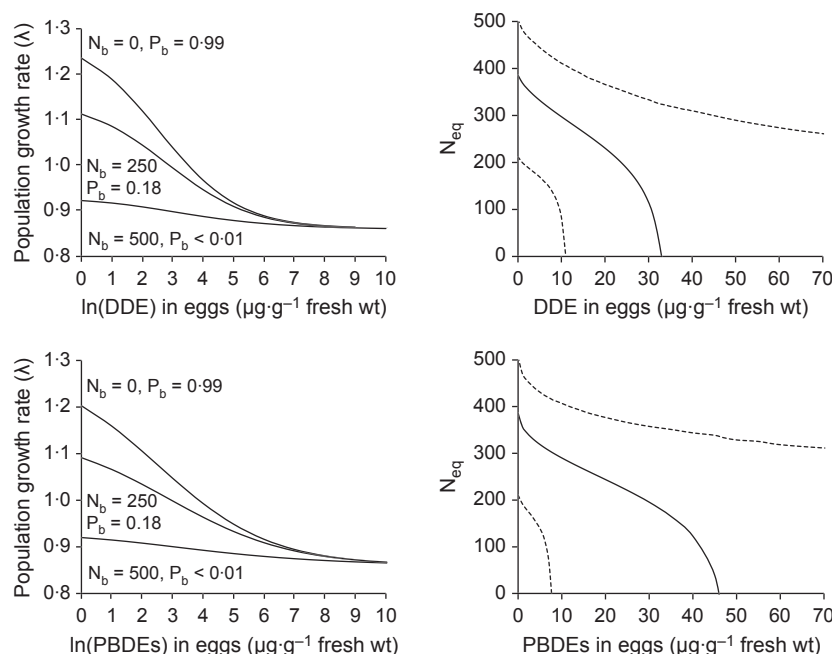 1·3
1·2
1·1
1·0
0·9
0·8
Population growth rate (λ)
N_b = 0, P_b = 0·99
N_b = 250
P_b = 0.18
N_b = 500, P_b < 0·01
0 1 2 3 4 5 6 7 8 9 10
ln(DDE) in eggs (µg·g⁻¹ fresh wt)
500
400
300
200
100
0
N_eq
0 10 20 30 40 50 60 70
DDE in eggs (µg·g⁻¹ fresh wt)
1·3
1·2
1·1
1·0
0·9
0·8
Population growth rate (λ)
N_b = 0, P_b = 0·99
N_b = 250
P_b = 0.18
N_b = 500, P_b < 0·01
0 1 2 3 4 5 6 7 8 9 10
ln(PBDEs) in eggs (µg·g⁻¹ fresh wt)
500
400
300
200
100
0
N_eq
0 10 20 30 40 50 60 70
PBDEs in eggs (µg·g⁻¹ fresh wt)